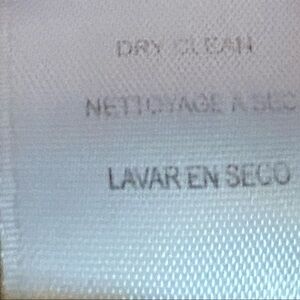 DRY CLEAN
NETTOYAGE A SEC
LAVAR EN SECO